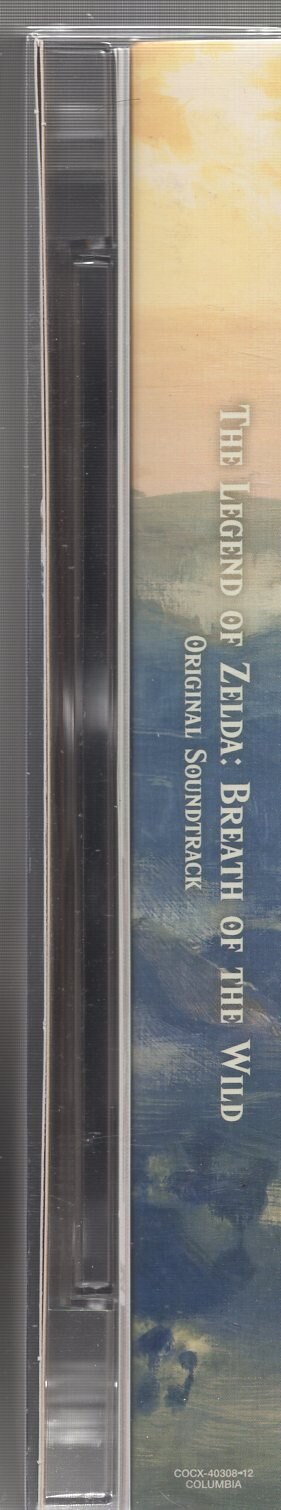 The Legend of Zelda: Breath of the Wild
Original Soundtrack
COCX-40308-12
COLUMBIA